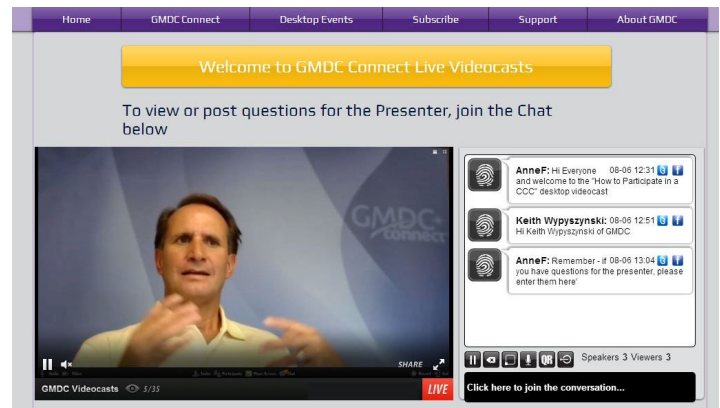 Home GMDC Connect Desktop Events Subscribe Support About GMDC
Welcome to GMDC Connect Live Videocasts
To view or post questions for the Presenter, join the Chat
below
GMDC
connect
SHARE
GMDC Videocasts 5/35 LIVE
AnneF: Hi Everyone 08-06 12:31
and welcome to the "How to Participate in a
CCC" desktop videocast
Keith Wypyszynski: 08-06 12:51
Hi Keith Wypyszynski of GMDC
AnneF: Remember - if 08-06 13:04
you have questions for the presenter, please
enter them here'
QR Speakers 3 Viewers 3
Click here to join the conversation...